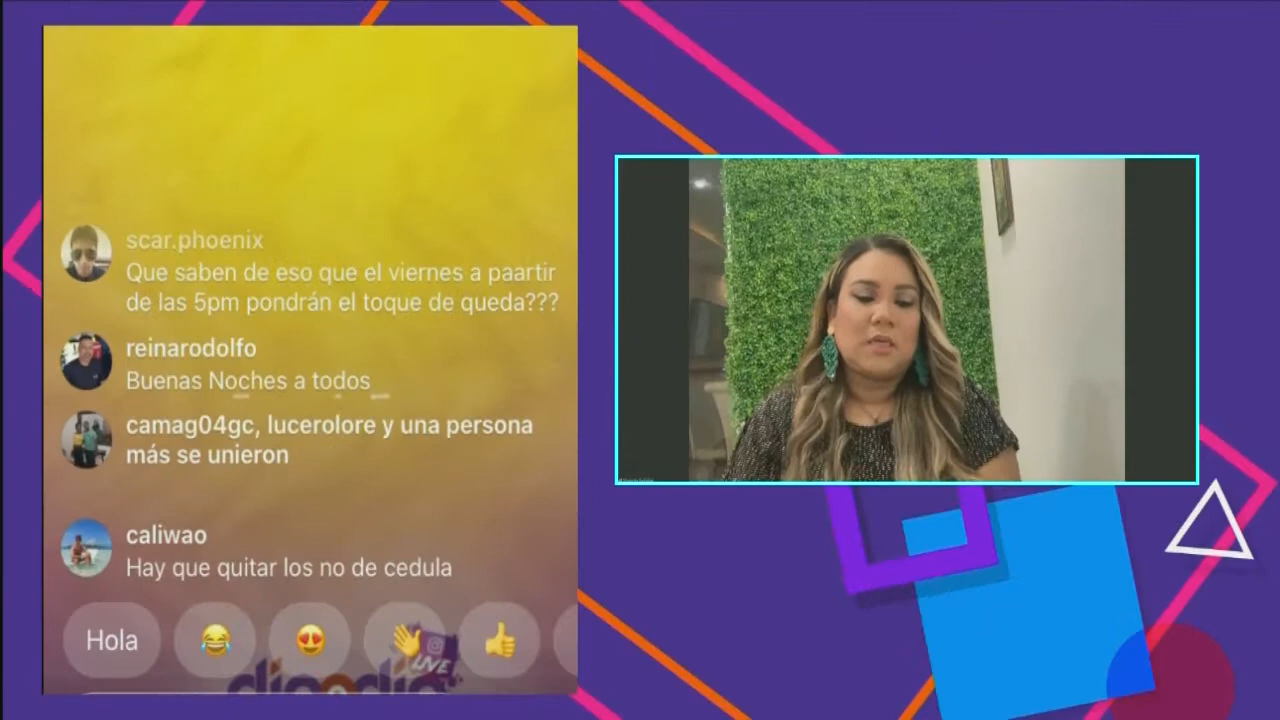 scar.phoenix
Que saben de eso que el viernes a paartir
de las 5pm pondrán el toque de queda???
reinarodolfo
Buenas Noches a todos
camag04gc, lucerolore y una persona
más se unieron
caliwao
Hay que quitar los no de cedula
Hola
LIVE